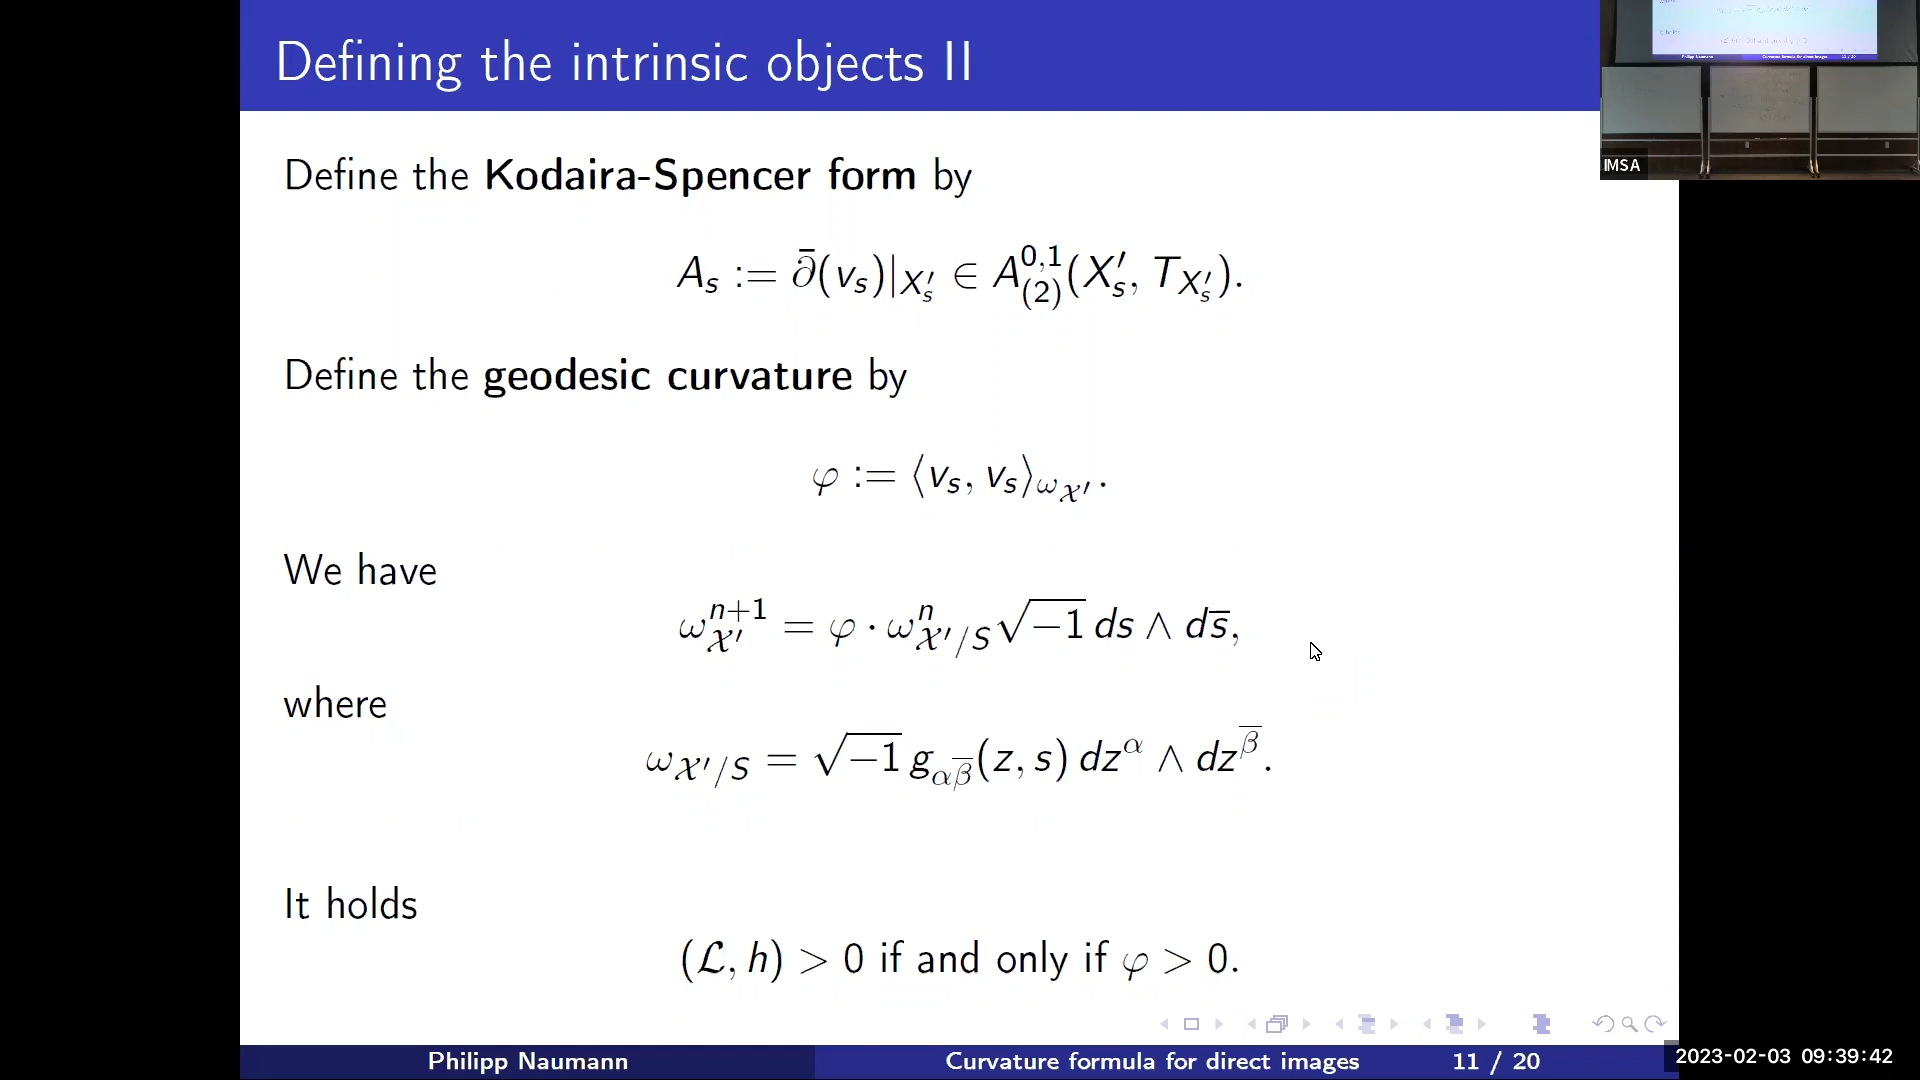 Defining the intrinsic objects II
Define the Kodaira-Spencer form by
A_s := ∂̄(v_s)|_{X′_s} ∈ A^{0,1}_{(2)}(X′_s, T_{X′_s}).
Define the geodesic curvature by
φ := ⟨v_s, v_s⟩_{ω_{𝒳′}}.
We have
ω^{n+1}_{𝒳′} = φ · ω^n_{𝒳′/S} √−1 ds ∧ ds̅,
where
ω_{𝒳′/S} = √−1 g_{αβ̅}(z, s) dz^α ∧ dz^{β̅}.
It holds
(ℒ, h) > 0 if and only if φ > 0.
Philipp Naumann Curvature formula for direct images 11 / 20
IMSA
2023-02-03 09:39:42